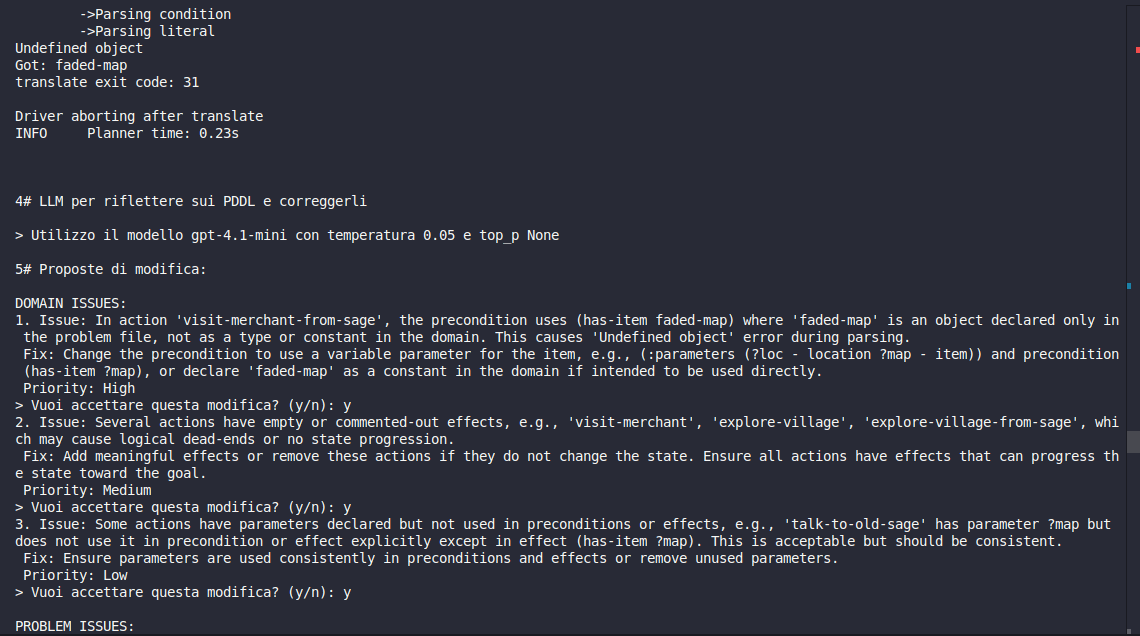 ->Parsing condition
->Parsing literal
Undefined object
Got: faded-map
translate exit code: 31
Driver aborting after translate
INFO     Planner time: 0.23s
4# LLM per riflettere sui PDDL e correggerli
> Utilizzo il modello gpt-4.1-mini con temperatura 0.05 e top_p None
5# Proposte di modifica:
DOMAIN ISSUES:
1. Issue: In action 'visit-merchant-from-sage', the precondition uses (has-item faded-map) where 'faded-map' is an object declared only in
 the problem file, not as a type or constant in the domain. This causes 'Undefined object' error during parsing.
 Fix: Change the precondition to use a variable parameter for the item, e.g., (:parameters (?loc - location ?map - item)) and precondition
 (has-item ?map), or declare 'faded-map' as a constant in the domain if intended to be used directly.
 Priority: High
> Vuoi accettare questa modifica? (y/n): y
2. Issue: Several actions have empty or commented-out effects, e.g., 'visit-merchant', 'explore-village', 'explore-village-from-sage', whi
ch may cause logical dead-ends or no state progression.
 Fix: Add meaningful effects or remove these actions if they do not change the state. Ensure all actions have effects that can progress th
e state toward the goal.
 Priority: Medium
> Vuoi accettare questa modifica? (y/n): y
3. Issue: Some actions have parameters declared but not used in preconditions or effects, e.g., 'talk-to-old-sage' has parameter ?map but
does not use it in precondition or effect explicitly except in effect (has-item ?map). This is acceptable but should be consistent.
 Fix: Ensure parameters are used consistently in preconditions and effects or remove unused parameters.
 Priority: Low
> Vuoi accettare questa modifica? (y/n): y
PROBLEM ISSUES: